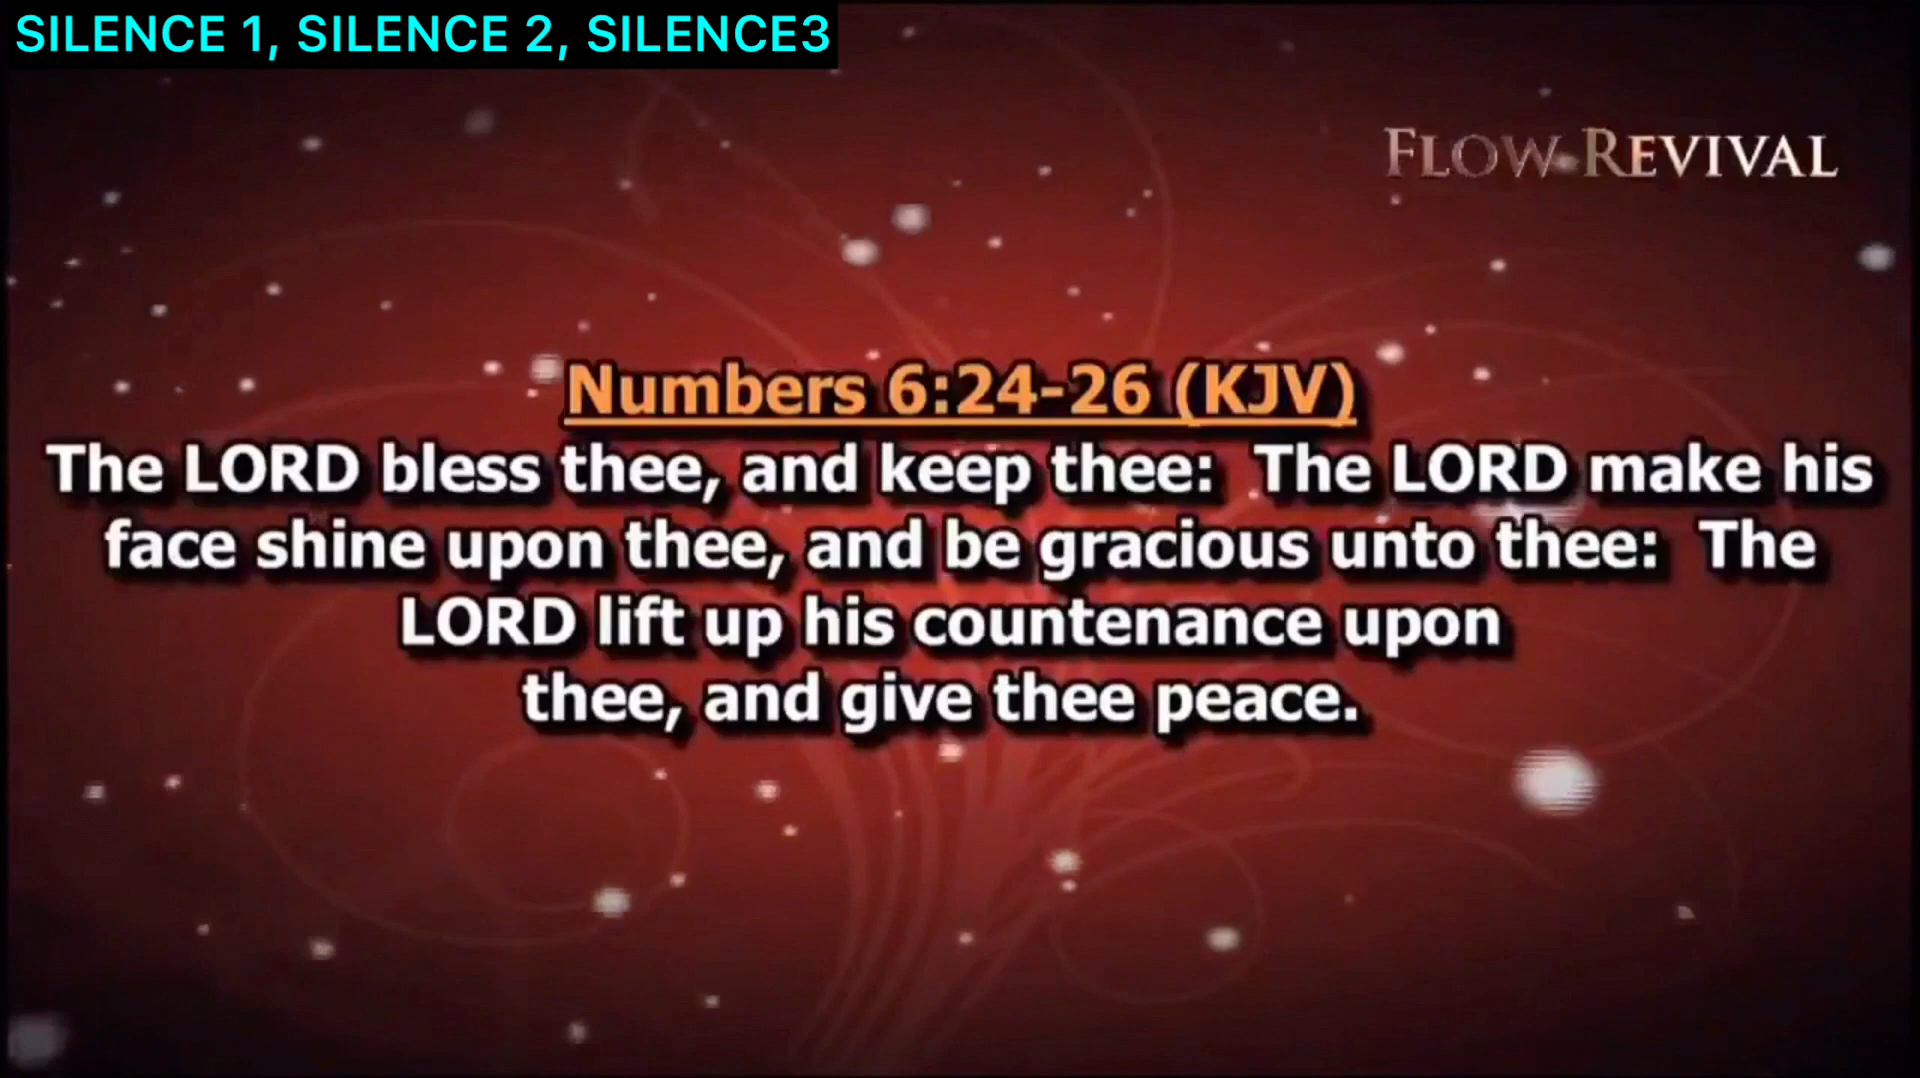 SILENCE 1, SILENCE 2, SILENCE3
FLOW REVIVAL
Numbers 6:24-26 (KJV)
The LORD bless thee, and keep thee:  The LORD make his
face shine upon thee, and be gracious unto thee:  The
LORD lift up his countenance upon
thee, and give thee peace.